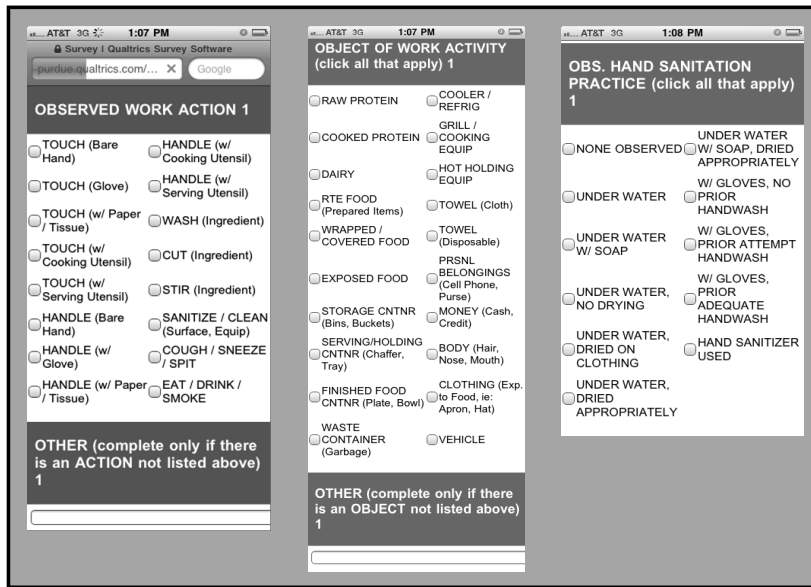 AT&T 3G 1:07 PM
Survey | Qualtrics Survey Software
purdue.qualtrics.com/...
Google
OBSERVED WORK ACTION 1
TOUCH (Bare
Hand)
HANDLE (w/
Cooking Utensil)
TOUCH (Glove)
HANDLE (w/
Serving Utensil)
TOUCH (w/ Paper
/ Tissue)
WASH (Ingredient)
TOUCH (w/
Cooking Utensil)
CUT (Ingredient)
TOUCH (w/
Serving Utensil)
STIR (Ingredient)
HANDLE (Bare
Hand)
SANITIZE / CLEAN
(Surface, Equip)
HANDLE (w/
Glove)
COUGH / SNEEZE
/ SPIT
HANDLE (w/ Paper
/ Tissue)
EAT / DRINK /
SMOKE
OTHER (complete only if there
is an ACTION not listed above)
1
AT&T 3G 1:07 PM
OBJECT OF WORK ACTIVITY
(click all that apply) 1
RAW PROTEIN
COOLER /
REFRIG
COOKED PROTEIN
GRILL /
COOKING
EQUIP
DAIRY
HOT HOLDING
EQUIP
RTE FOOD
(Prepared Items)
TOWEL (Cloth)
WRAPPED /
COVERED FOOD
TOWEL
(Disposable)
EXPOSED FOOD
PRSNL
BELONGINGS
(Cell Phone,
Purse)
STORAGE CNTNR
(Bins, Buckets)
MONEY (Cash,
Credit)
SERVING/HOLDING
CNTNR (Chaffer,
Tray)
BODY (Hair,
Nose, Mouth)
FINISHED FOOD
CNTNR (Plate, Bowl)
CLOTHING (Exp.
to Food, ie:
Apron, Hat)
WASTE
CONTAINER
(Garbage)
VEHICLE
OTHER (complete only if there
is an OBJECT not listed above)
1
AT&T 3G 1:08 PM
OBS. HAND SANITATION
PRACTICE (click all that apply)
1
NONE OBSERVED
UNDER WATER
W/ SOAP, DRIED
APPROPRIATELY
UNDER WATER
W/ GLOVES, NO
PRIOR
HANDWASH
UNDER WATER
W/ SOAP
W/ GLOVES,
PRIOR ATTEMPT
HANDWASH
UNDER WATER,
NO DRYING
W/ GLOVES,
PRIOR
ADEQUATE
HANDWASH
UNDER WATER,
DRIED ON
CLOTHING
HAND SANITIZER
USED
UNDER WATER,
DRIED
APPROPRIATELY